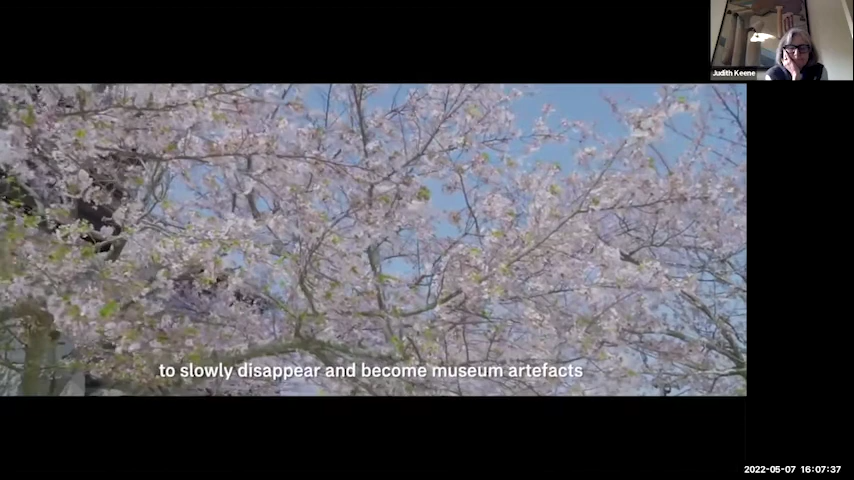 Judith Keene
to slowly disappear and become museum artefacts
2022-05-07 16:07:37